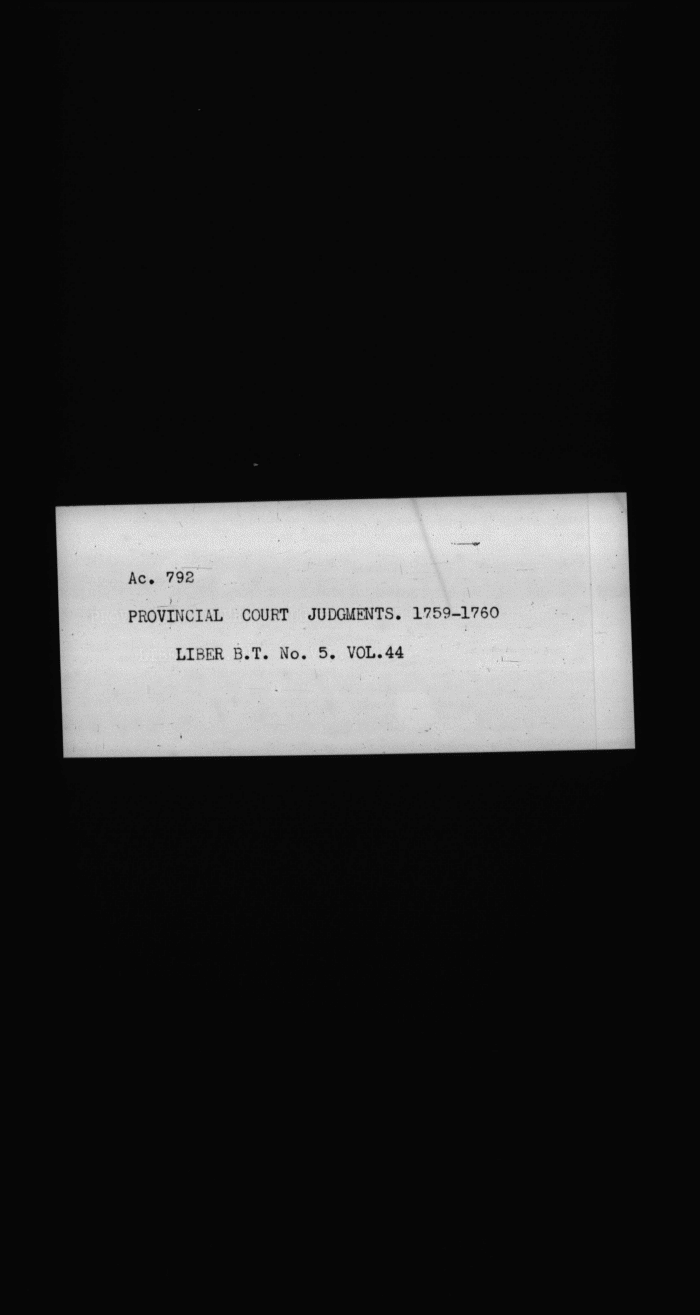 Ac. 792
PROVINCIAL COURT JUDGMENTS. 1759-1760
LIBER B.T. No. 5. VOL.44